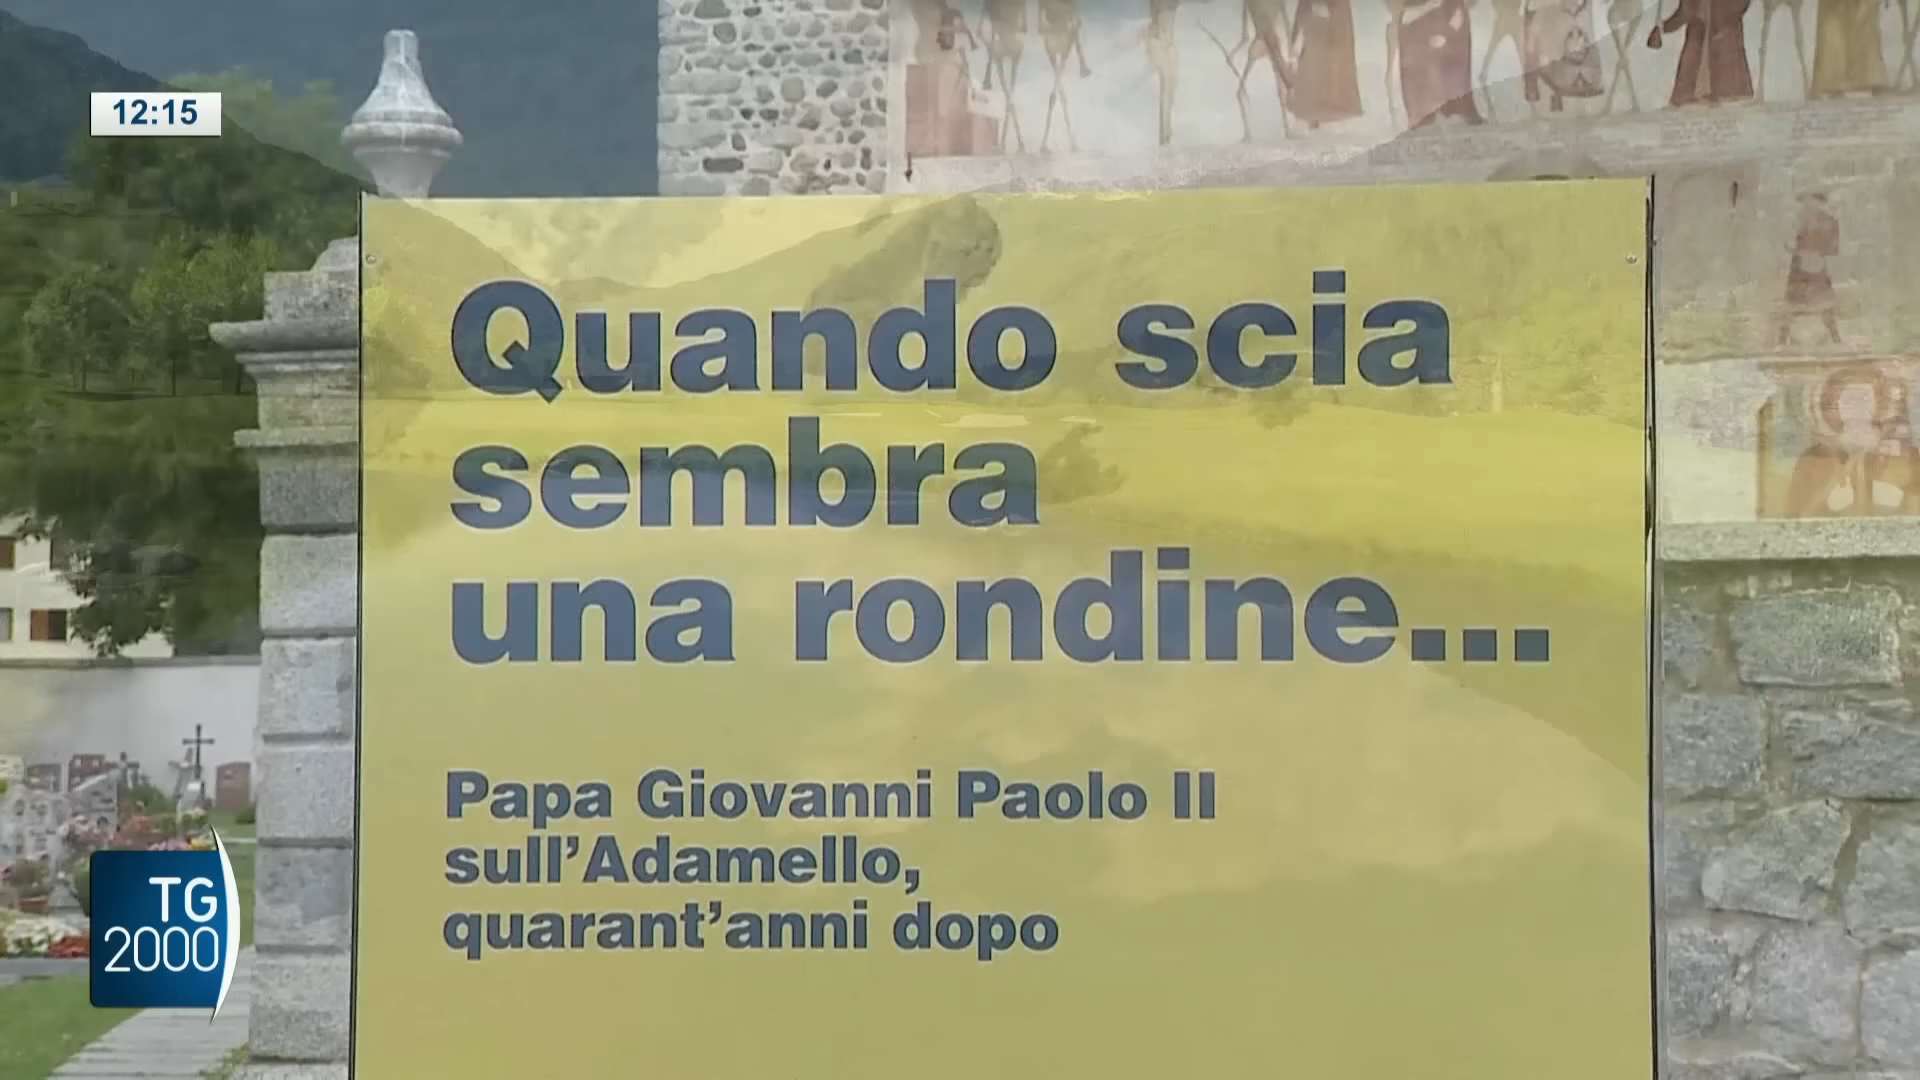 12:15
Quando scia
sembra
una rondine...
Papa Giovanni Paolo II
sull'Adamello,
quarant'anni dopo
TG
2000